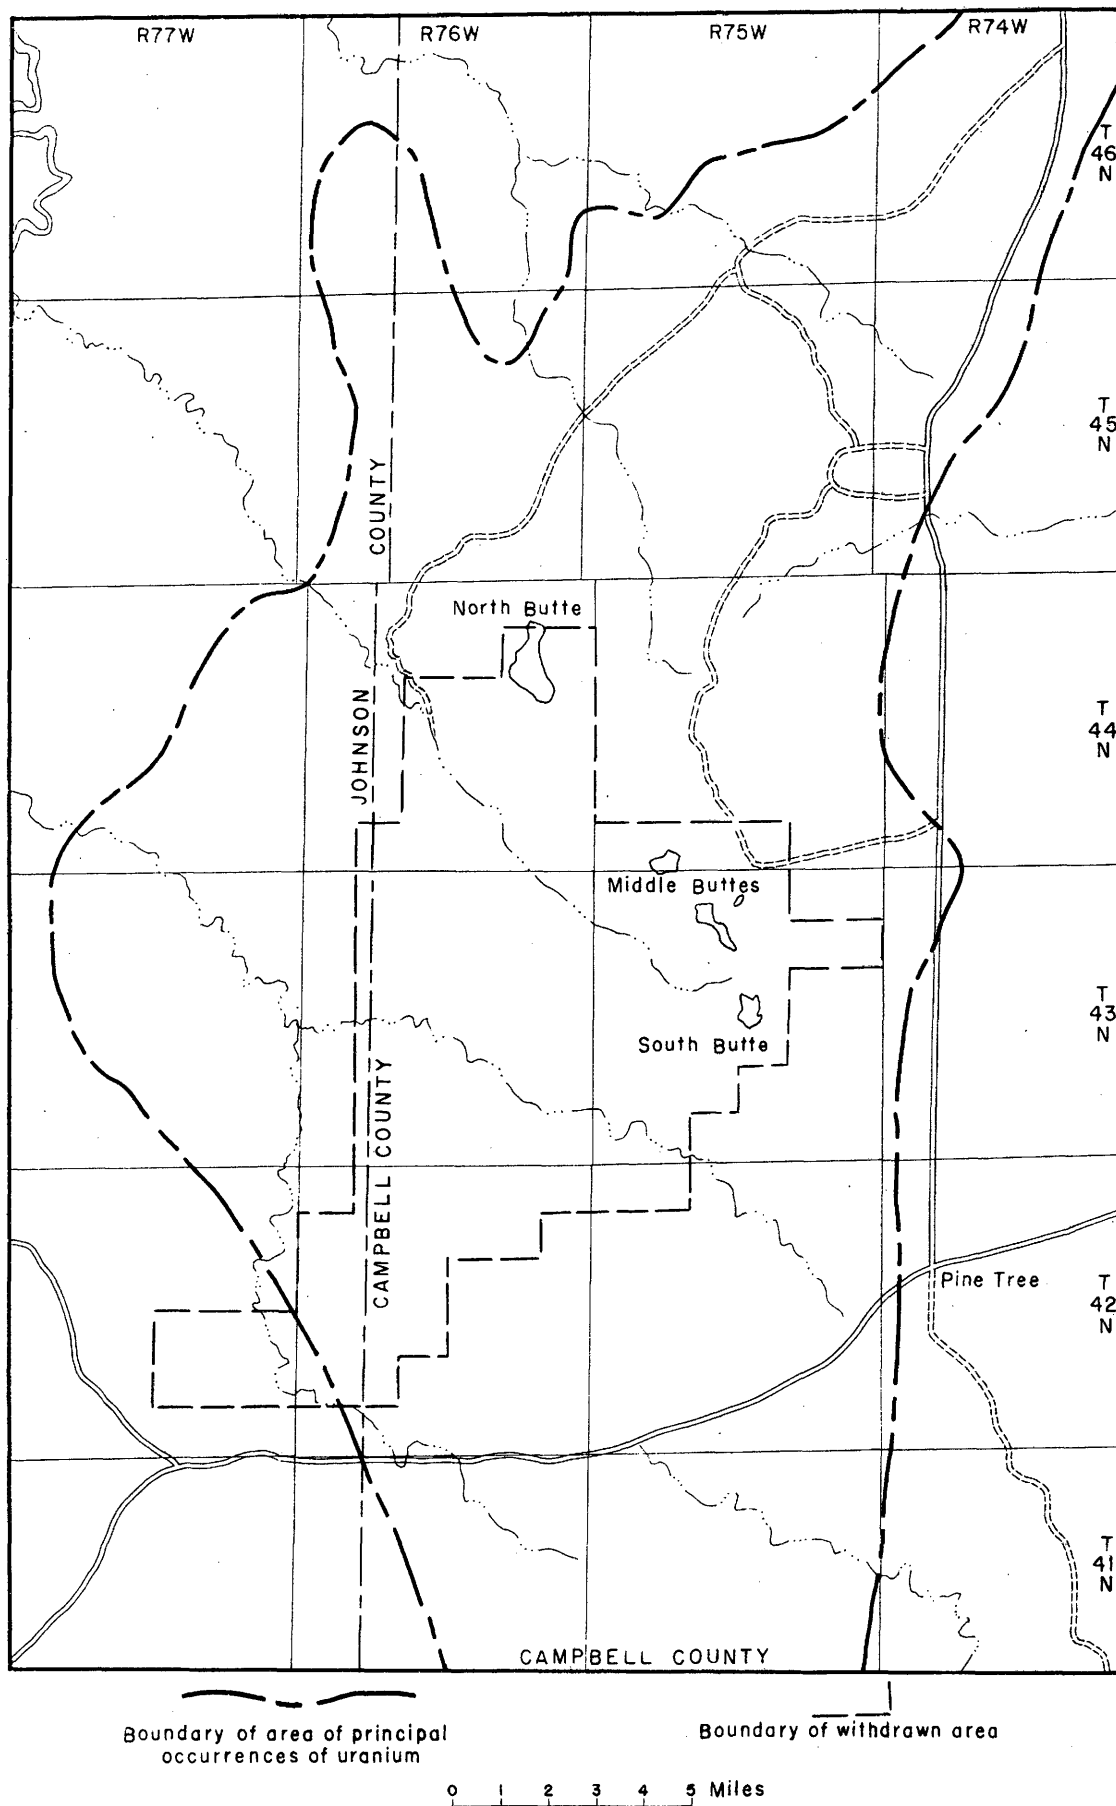 R77W
R76W
R75W
R74W
T
46
N
T
45
N
COUNTY
North Butte
JOHNSON
T
44
N
Middle Buttes
T
43
N
South Butte
CAMPBELL COUNTY
Pine Tree
T
42
N
T
41
N
CAMPBELL COUNTY
Boundary of area of principal
occurrences of uranium
Boundary of withdrawn area
0 1 2 3 4 5 Miles